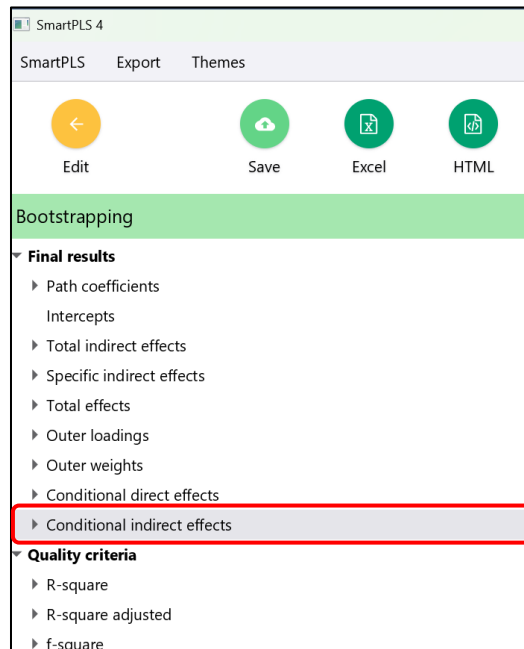 SmartPLS 4
SmartPLS Export Themes
Edit Save Excel HTML
Bootstrapping
Final results
Path coefficients
Intercepts
Total indirect effects
Specific indirect effects
Total effects
Outer loadings
Outer weights
Conditional direct effects
Conditional indirect effects
Quality criteria
R-square
R-square adjusted
f-square